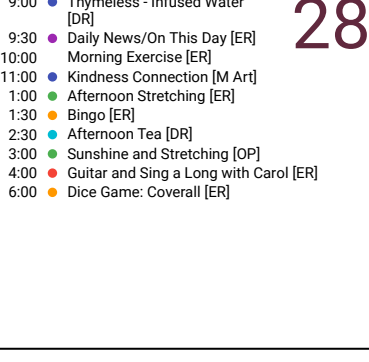 9:00 Thymeless - Infused Water
[DR]
28
9:30 Daily News/On This Day [ER]
10:00 Morning Exercise [ER]
11:00 Kindness Connection [M Art]
1:00 Afternoon Stretching [ER]
1:30 Bingo [ER]
2:30 Afternoon Tea [DR]
3:00 Sunshine and Stretching [OP]
4:00 Guitar and Sing a Long with Carol [ER]
6:00 Dice Game: Coverall [ER]